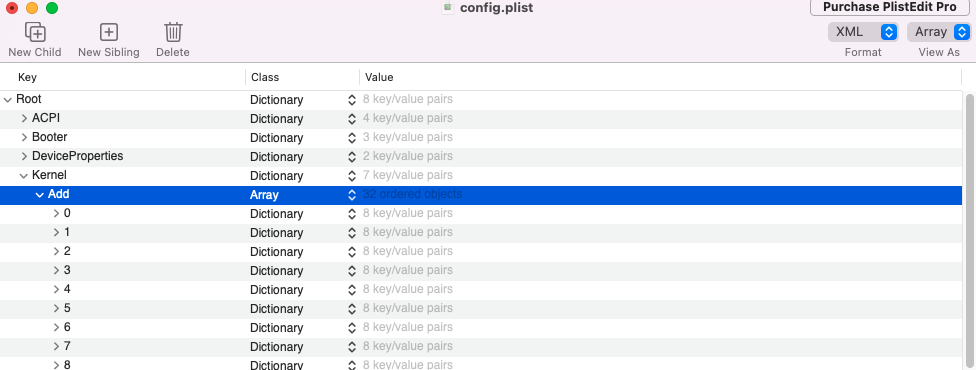 config.plist
Purchase PlistEdit Pro
New Child New Sibling Delete
XML Array
Format View As
Key Class Value
Root Dictionary 8 key/value pairs
ACPI Dictionary 4 key/value pairs
Booter Dictionary 3 key/value pairs
DeviceProperties Dictionary 2 key/value pairs
Kernel Dictionary 7 key/value pairs
Add Array 32 ordered objects
0 Dictionary 8 key/value pairs
1 Dictionary 8 key/value pairs
2 Dictionary 8 key/value pairs
3 Dictionary 8 key/value pairs
4 Dictionary 8 key/value pairs
5 Dictionary 8 key/value pairs
6 Dictionary 8 key/value pairs
7 Dictionary 8 key/value pairs
8 Dictionary 8 key/value pairs